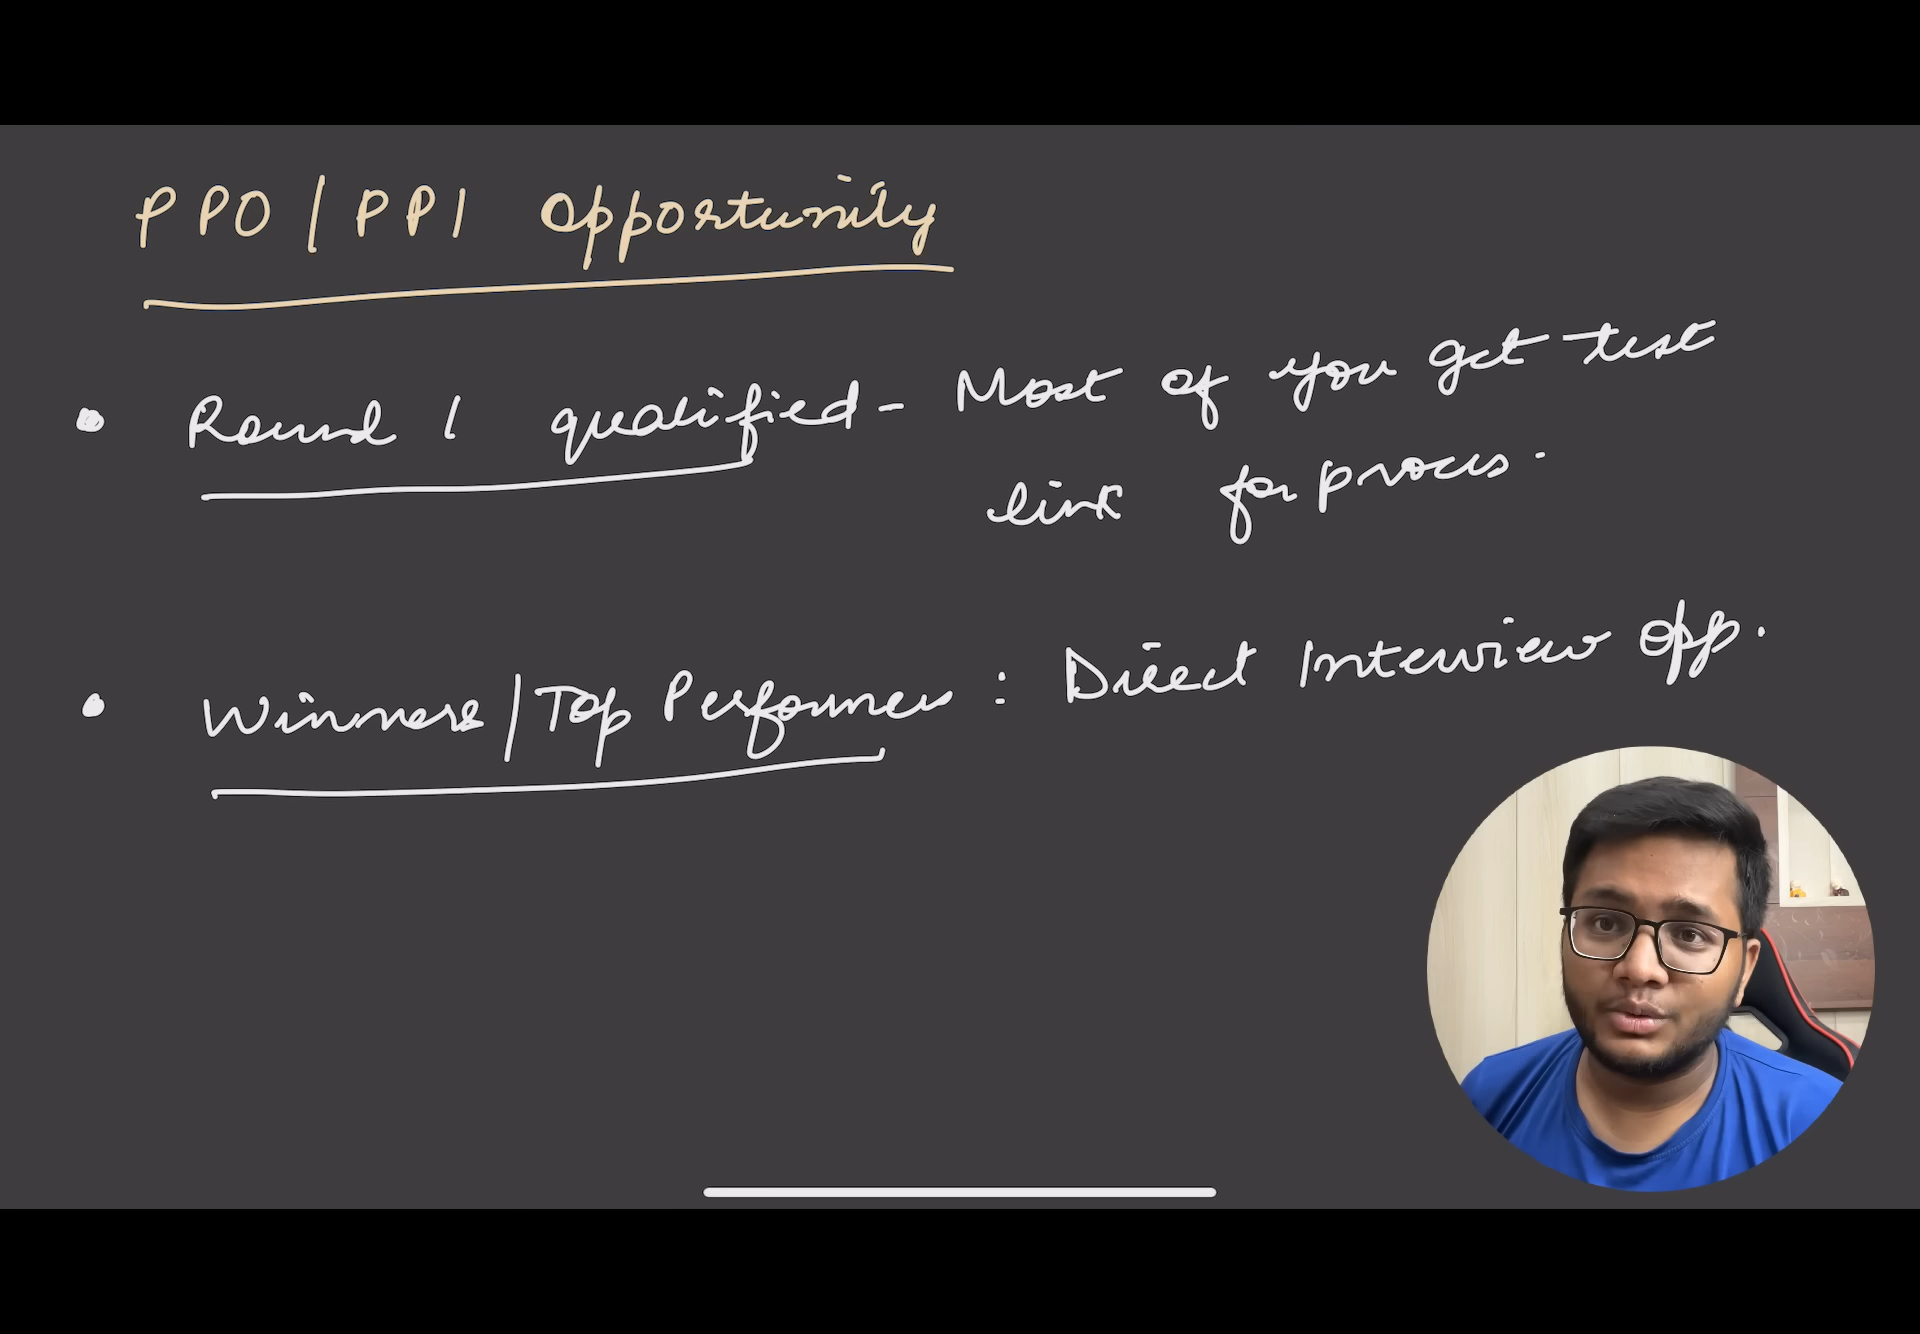 PPO / PPI Opportunity
• Round 1 qualified - Most of you get test
link for process.
• Winners / Top Performers : Direct Interview Opp.